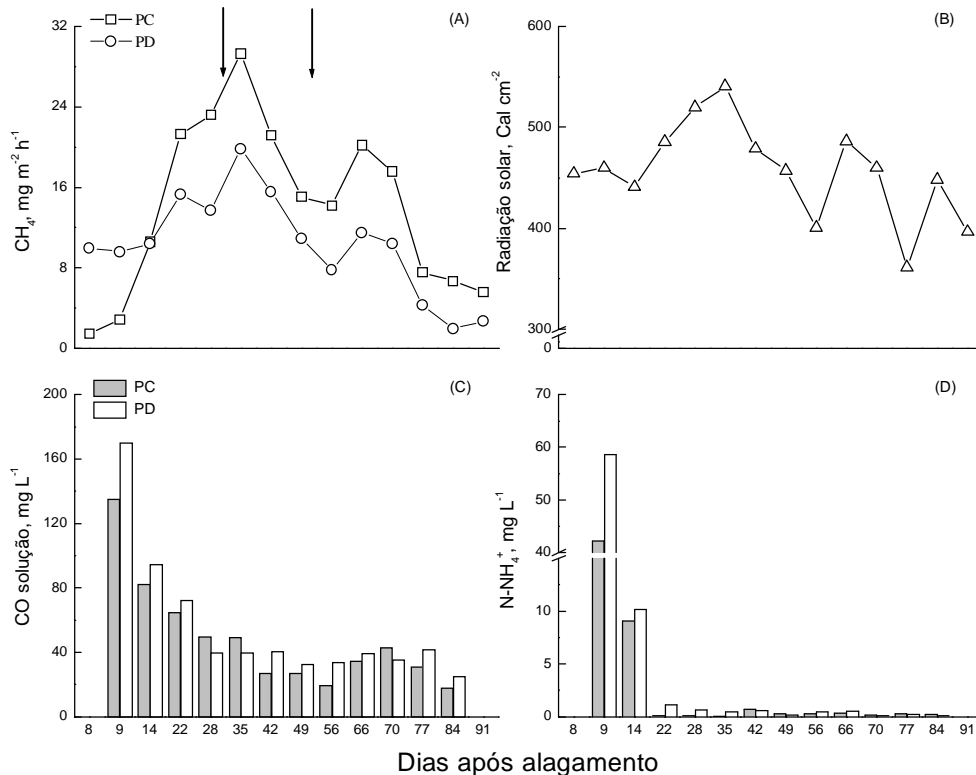 (A)
PC
PD
CH₄, mg m⁻² h⁻¹
32
24
16
8
0
(B)
Radiação solar, Cal cm⁻²
600
500
400
300
0
(C)
PC
PD
CO solução, mg L⁻¹
200
160
120
80
40
0
8 9 14 22 28 35 42 49 56 66 70 77 84 91
(D)
N-NH₄⁺, mg L⁻¹
70
60
50
40
10
5
0
8 9 14 22 28 35 42 49 56 66 70 77 84 91
Dias após alagamento